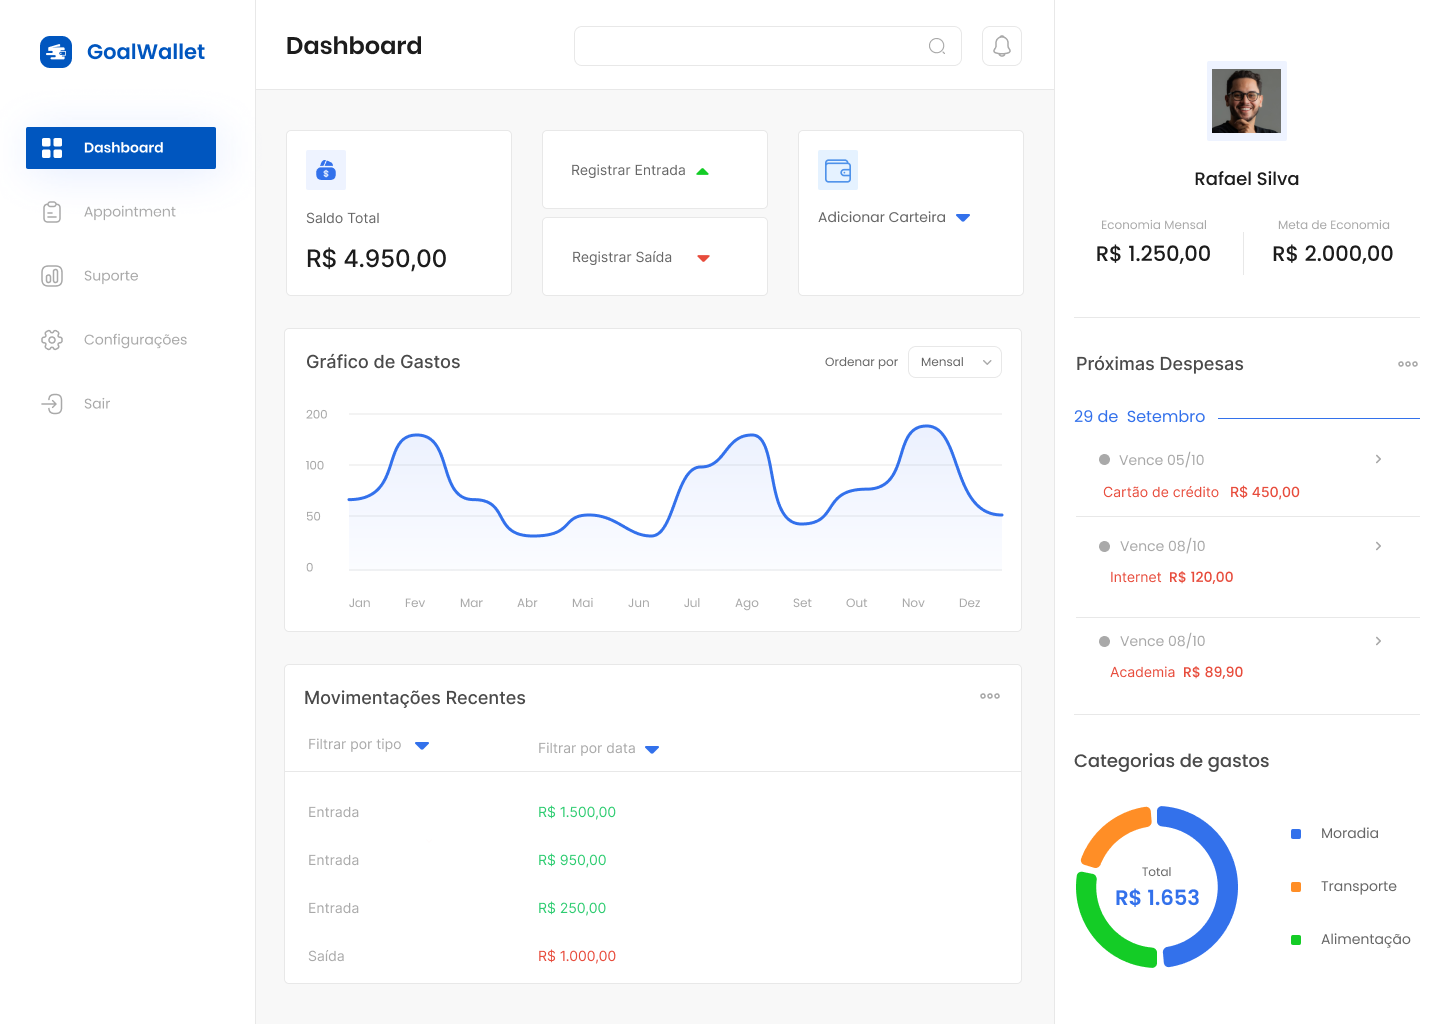 GoalWallet
Dashboard
Appointment
Suporte
Configurações
Sair
Dashboard
Saldo Total
R$ 4.950,00
Registrar Entrada
Registrar Saída
Adicionar Carteira
Gráfico de Gastos
Ordenar por
Mensal
200
100
50
0
Jan Fev Mar Abr Mai Jun Jul Ago Set Out Nov Dez
Movimentações Recentes
Filtrar por tipo
Filtrar por data
Entrada R$ 1.500,00
Entrada R$ 950,00
Entrada R$ 250,00
Saída R$ 1.000,00
Rafael Silva
Economia Mensal
R$ 1.250,00
Meta de Economia
R$ 2.000,00
Próximas Despesas
29 de Setembro
Vence 05/10
Cartão de crédito R$ 450,00
Vence 08/10
Internet R$ 120,00
Vence 08/10
Academia R$ 89,90
Categorias de gastos
Total
R$ 1.653
Moradia
Transporte
Alimentação